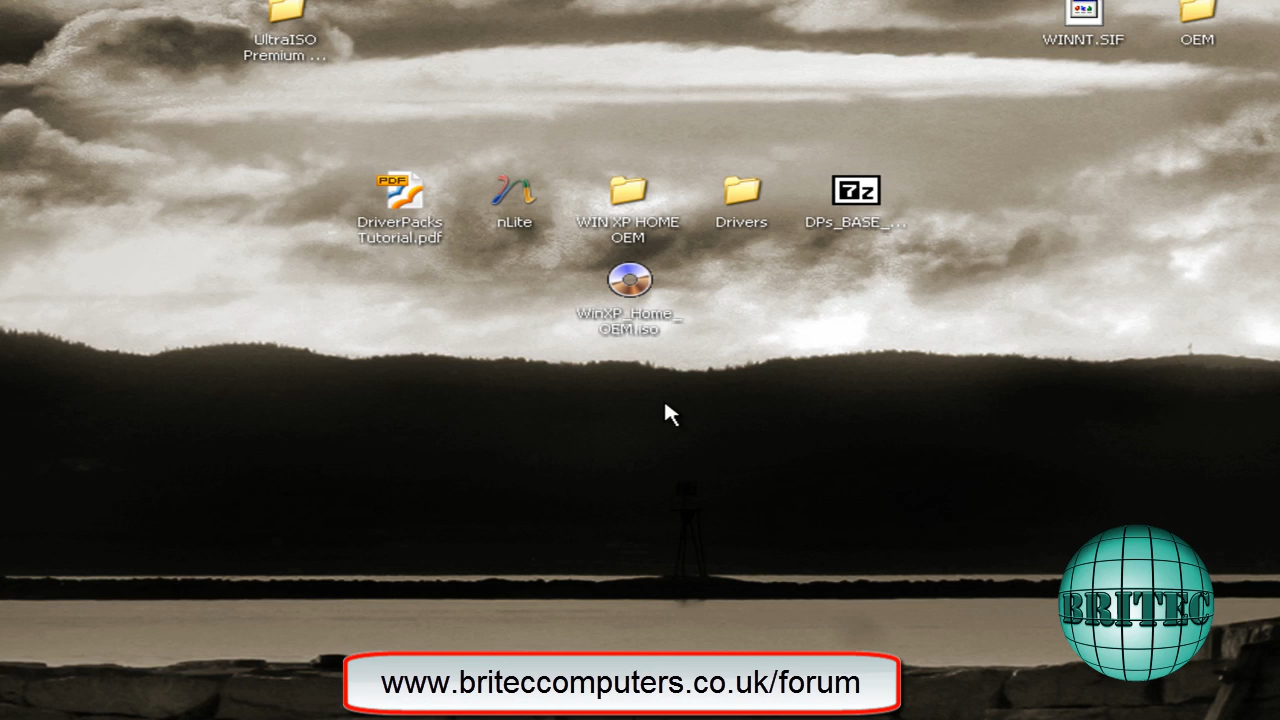 UltraISO
Premium ...
WINNT.SIF
OEM
PDF
DriverPacks
Tutorial.pdf
nLite
WIN XP HOME
OEM
Drivers
7z
DPs_BASE_...
WinXP_Home_
OEM.iso
BRITEC
www.briteccomputers.co.uk/forum